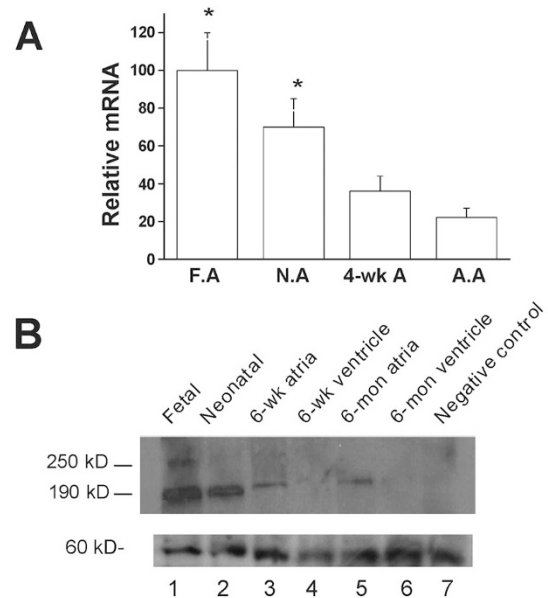 A
Relative mRNA
*
*
120
100
80
60
40
20
0
F.A N.A 4-wk A A.A
B
Fetal
Neonatal
6-wk atria
6-wk ventricle
6-mon atria
6-mon ventricle
Negative control
250 kD
190 kD
60 kD-
1 2 3 4 5 6 7